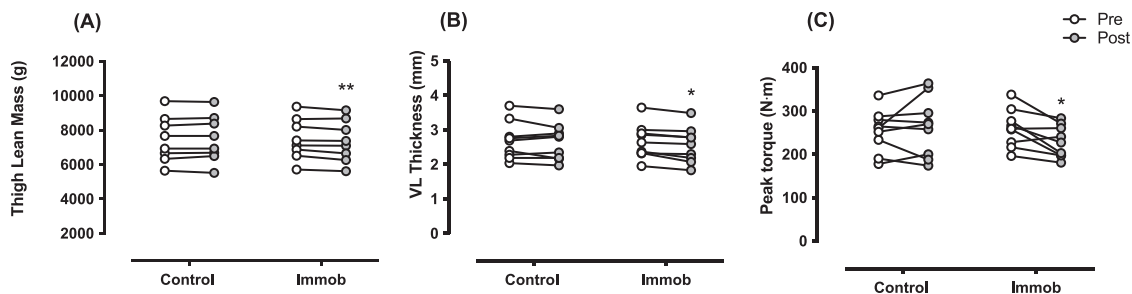 (A)
Thigh Lean Mass (g)
12000
10000
8000
6000
4000
2000
**
Control
Immob
(B)
VL Thickness (mm)
5
4
3
2
1
0
*
Control
Immob
(C)
Pre
Post
Peak torque (N·m)
400
300
200
100
0
*
Control
Immob